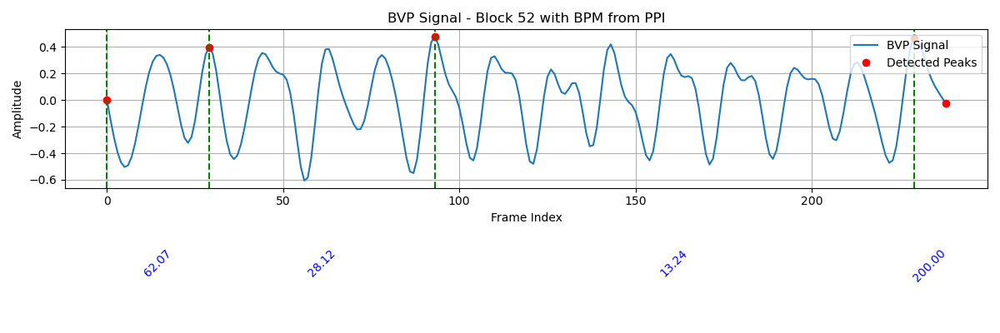 BVP Signal - Block 52 with BPM from PPI
Amplitude
0.4
0.2
0.0
−0.2
−0.4
−0.6
BVP Signal
Detected Peaks
0 50 100 150 200
Frame Index
62.07 28.12 13.24 200.00